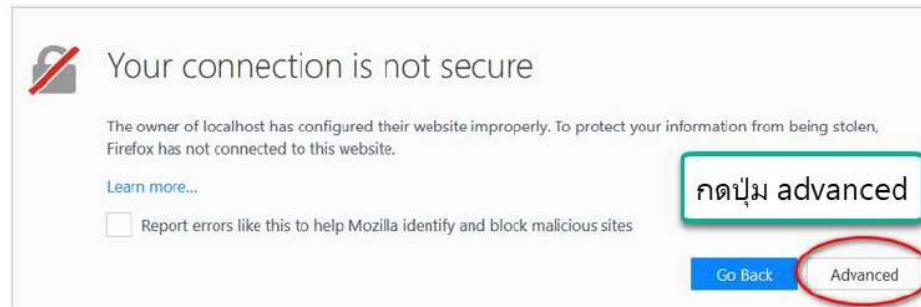 Your connection is not secure
The owner of localhost has configured their website improperly. To protect your information from being stolen,
Firefox has not connected to this website.
Learn more...
กดปุ่ม advanced
Report errors like this to help Mozilla identify and block malicious sites
Go Back
Advanced